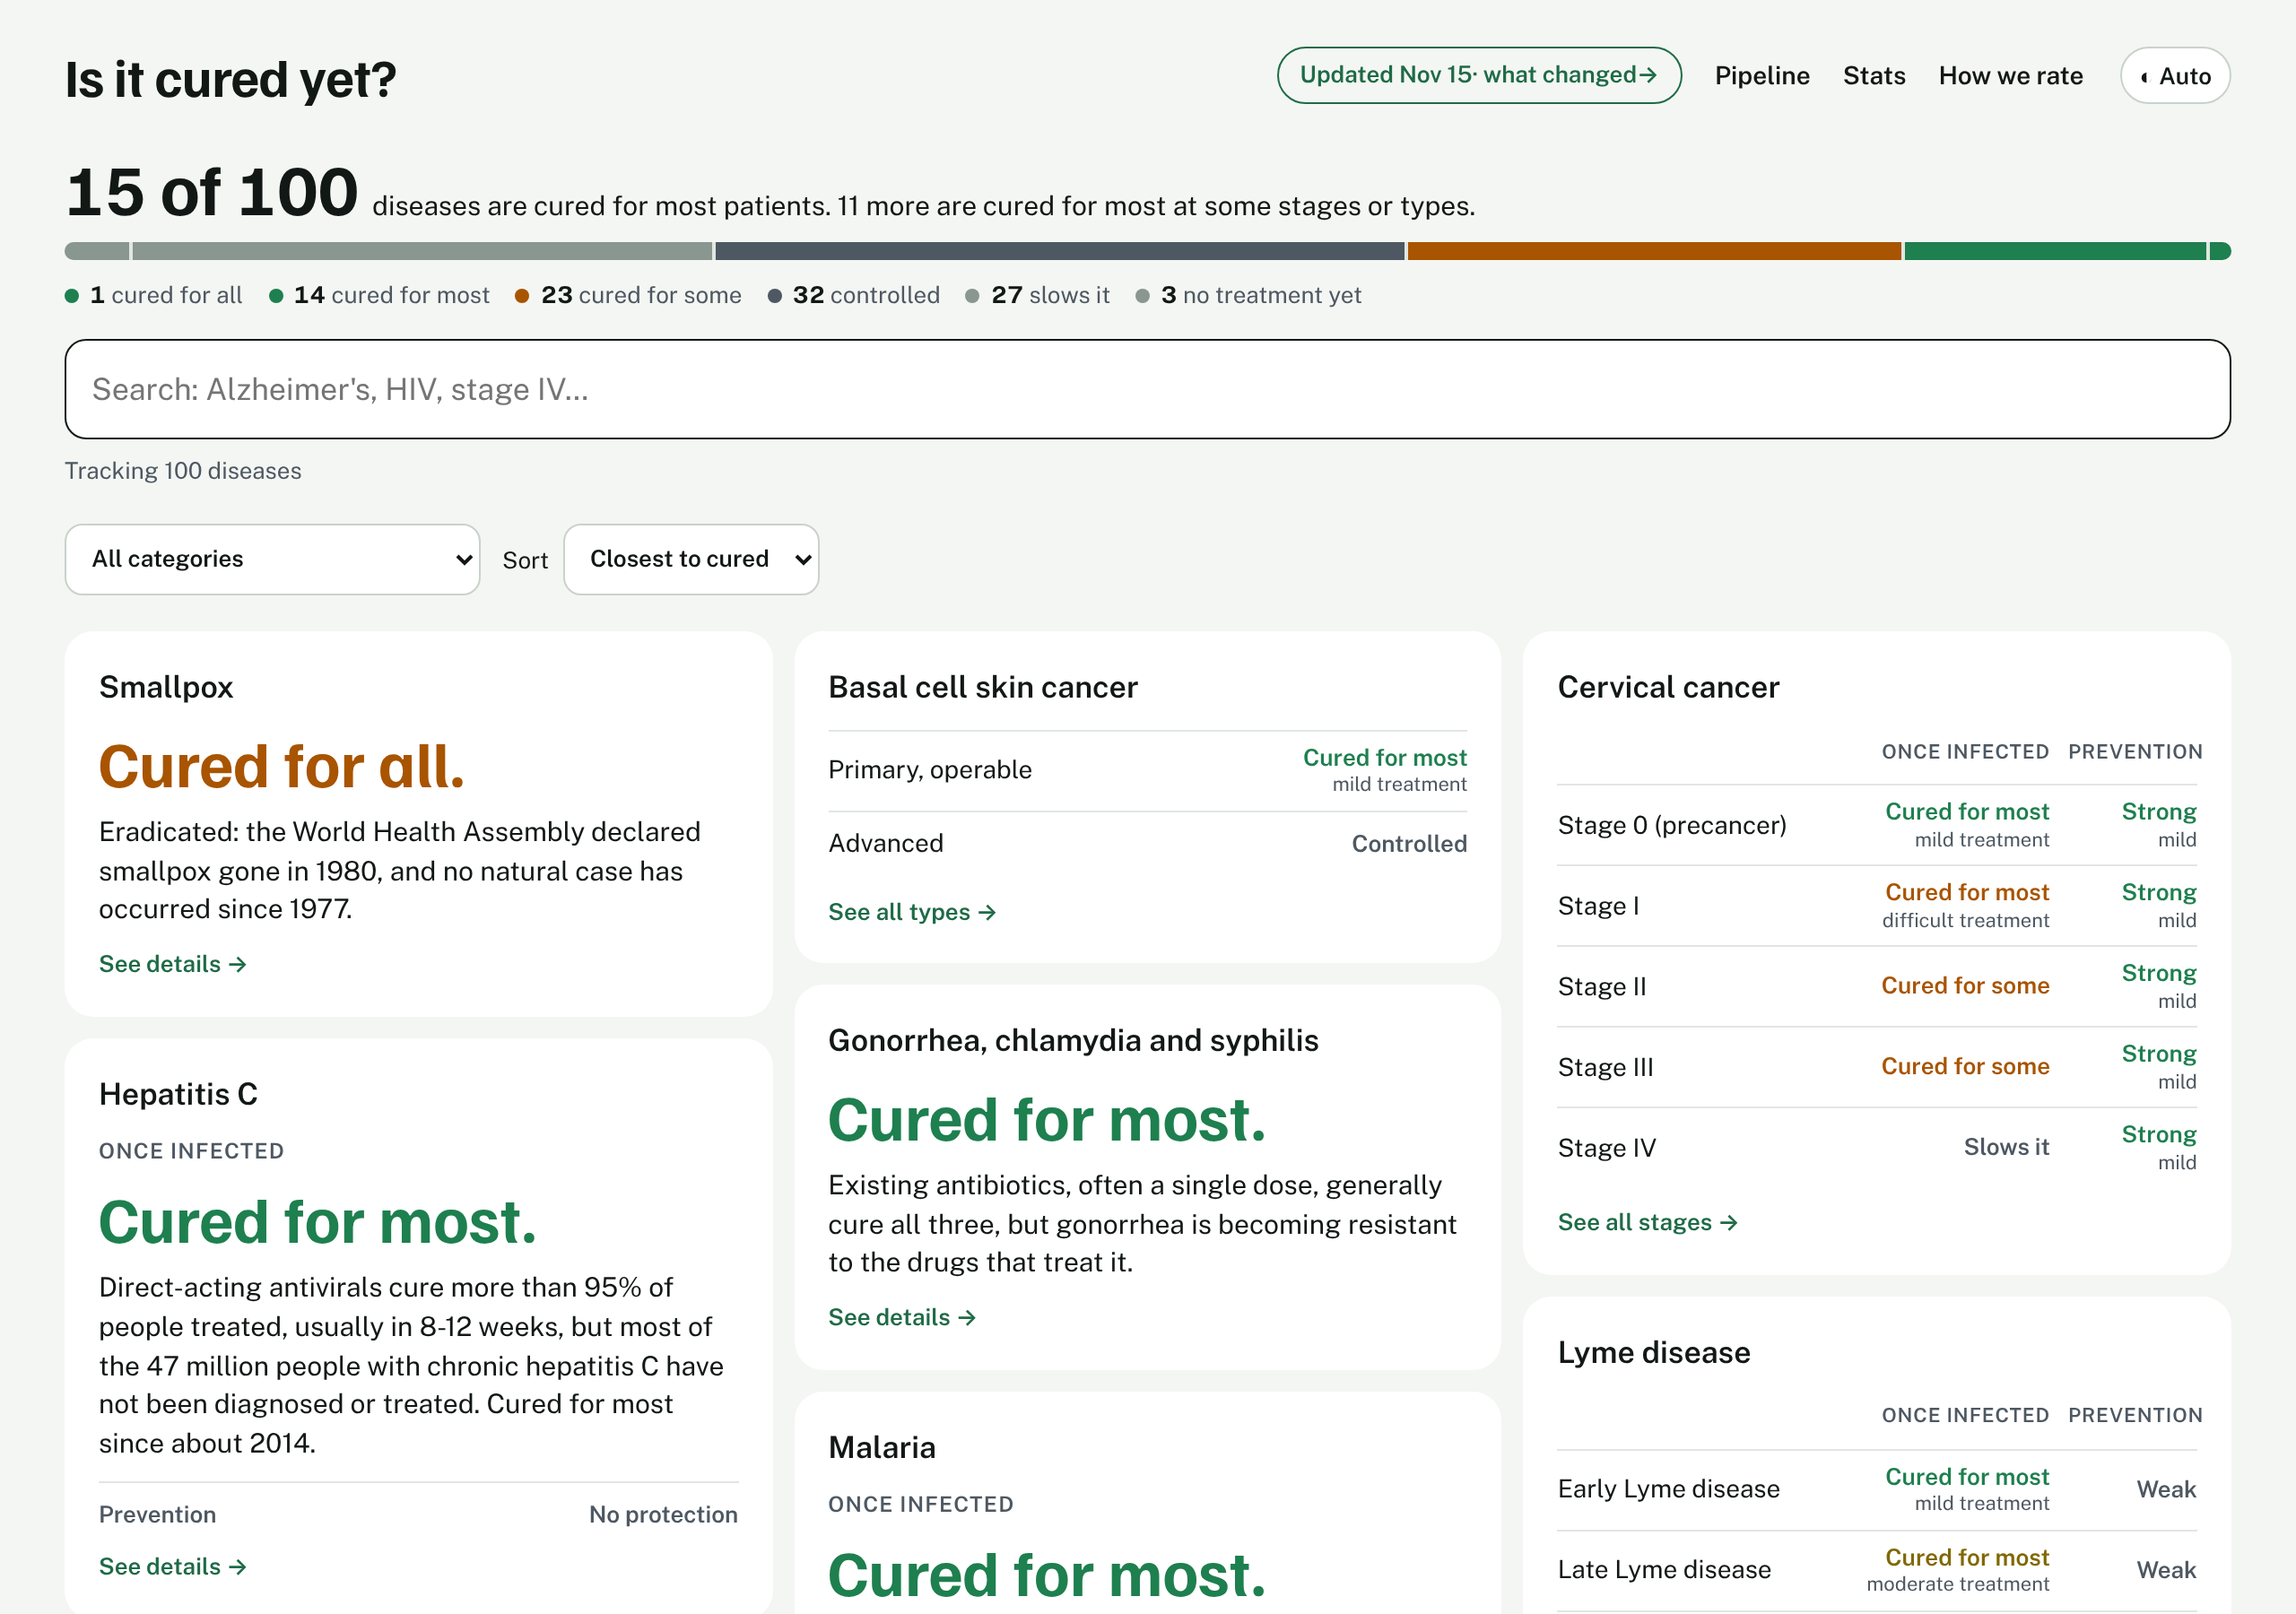 Is it cured yet?
Updated Nov 15· what changed→
Pipeline
Stats
How we rate
Auto
15 of 100 diseases are cured for most patients. 11 more are cured for most at some stages or types.
1 cured for all
14 cured for most
23 cured for some
32 controlled
27 slows it
3 no treatment yet
Search: Alzheimer's, HIV, stage IV...
Tracking 100 diseases
All categories
Sort
Closest to cured
Smallpox
Cured for all.
Eradicated: the World Health Assembly declared
smallpox gone in 1980, and no natural case has
occurred since 1977.
See details →
Hepatitis C
ONCE INFECTED
Cured for most.
Direct-acting antivirals cure more than 95% of
people treated, usually in 8-12 weeks, but most of
the 47 million people with chronic hepatitis C have
not been diagnosed or treated. Cured for most
since about 2014.
Prevention No protection
See details →
Basal cell skin cancer
Primary, operable Cured for most
mild treatment
Advanced Controlled
See all types →
Gonorrhea, chlamydia and syphilis
Cured for most.
Existing antibiotics, often a single dose, generally
cure all three, but gonorrhea is becoming resistant
to the drugs that treat it.
See details →
Malaria
ONCE INFECTED
Cured for most.
Cervical cancer
ONCE INFECTED PREVENTION
Stage 0 (precancer) Cured for most Strong
mild treatment mild
Stage I Cured for most Strong
difficult treatment mild
Stage II Cured for some Strong
mild
Stage III Cured for some Strong
mild
Stage IV Slows it Strong
mild
See all stages →
Lyme disease
ONCE INFECTED PREVENTION
Early Lyme disease Cured for most Weak
mild treatment
Late Lyme disease Cured for most Weak
moderate treatment